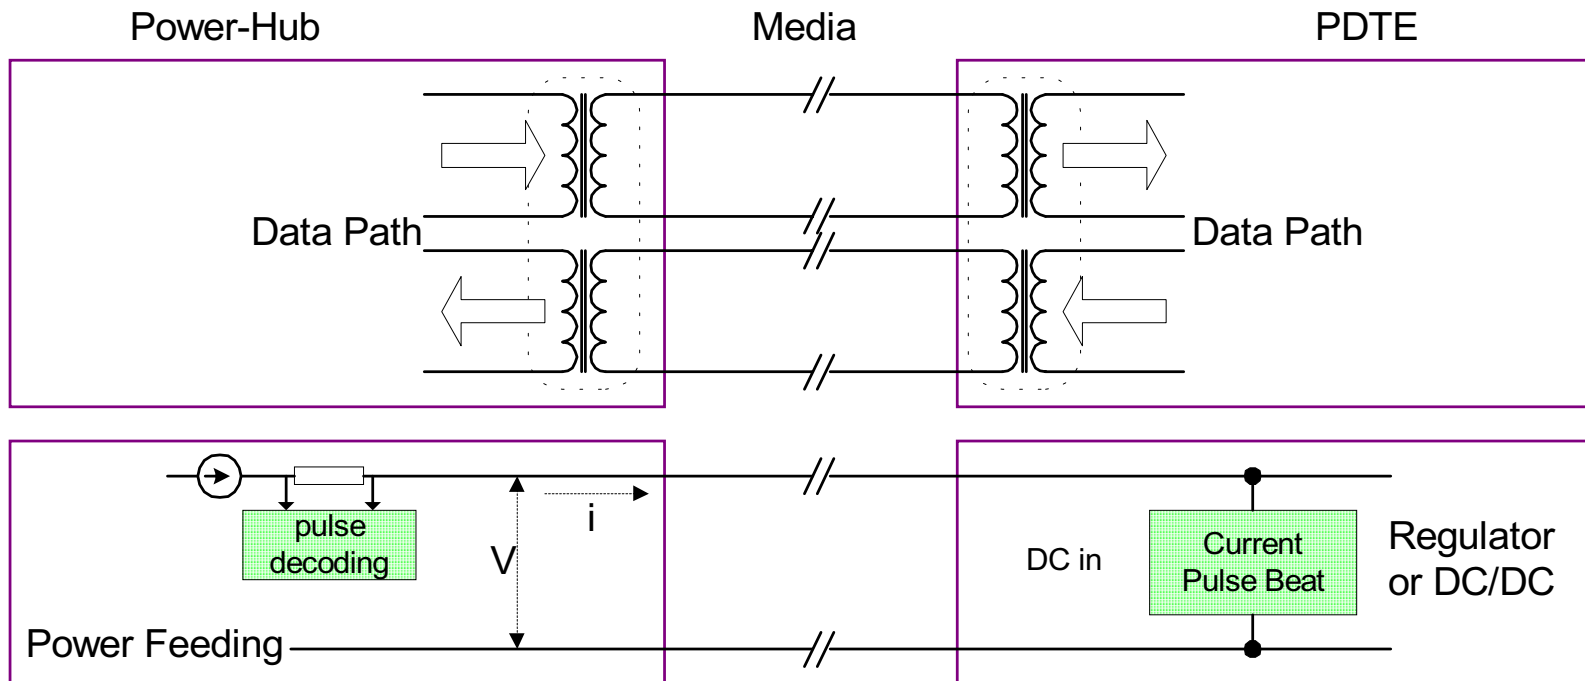 Power-Hub
Media
PDTE
Data Path
Data Path
pulse
decoding
i
V
DC in
Current
Pulse Beat
Regulator
or DC/DC
Power Feeding